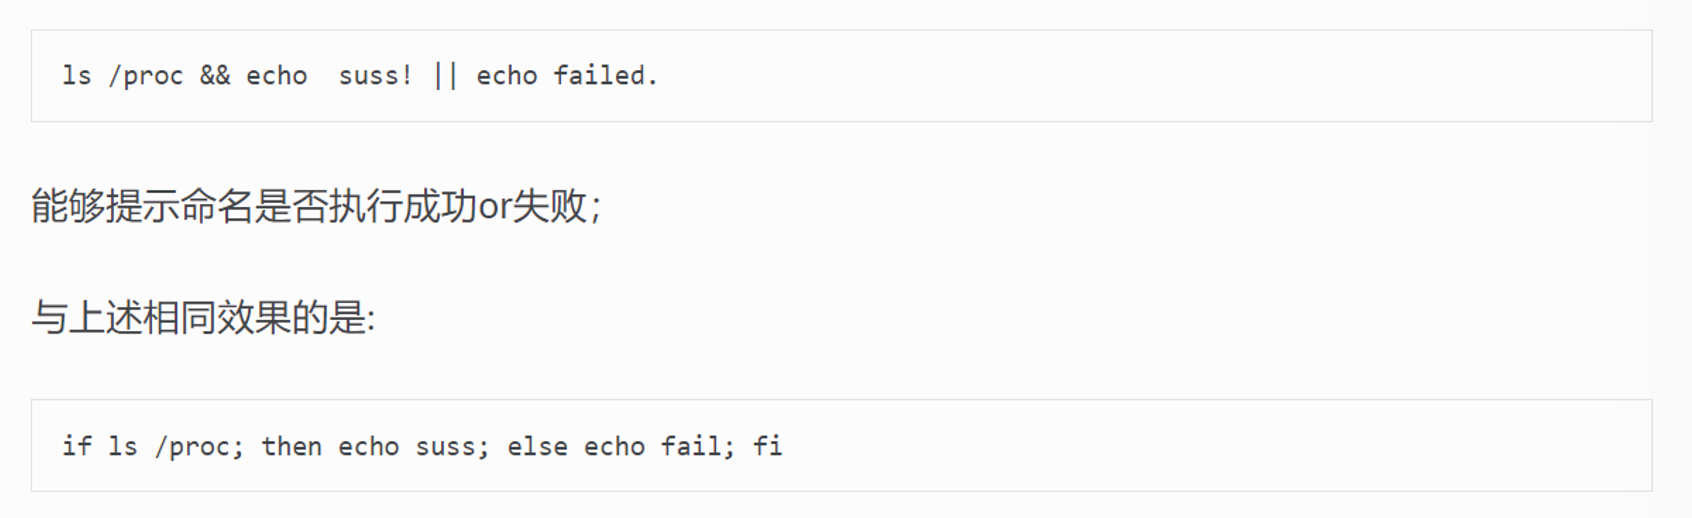 ls /proc && echo  suss! || echo failed.
能够提示命名是否执行成功or失败；
与上述相同效果的是:
if ls /proc; then echo suss; else echo fail; fi